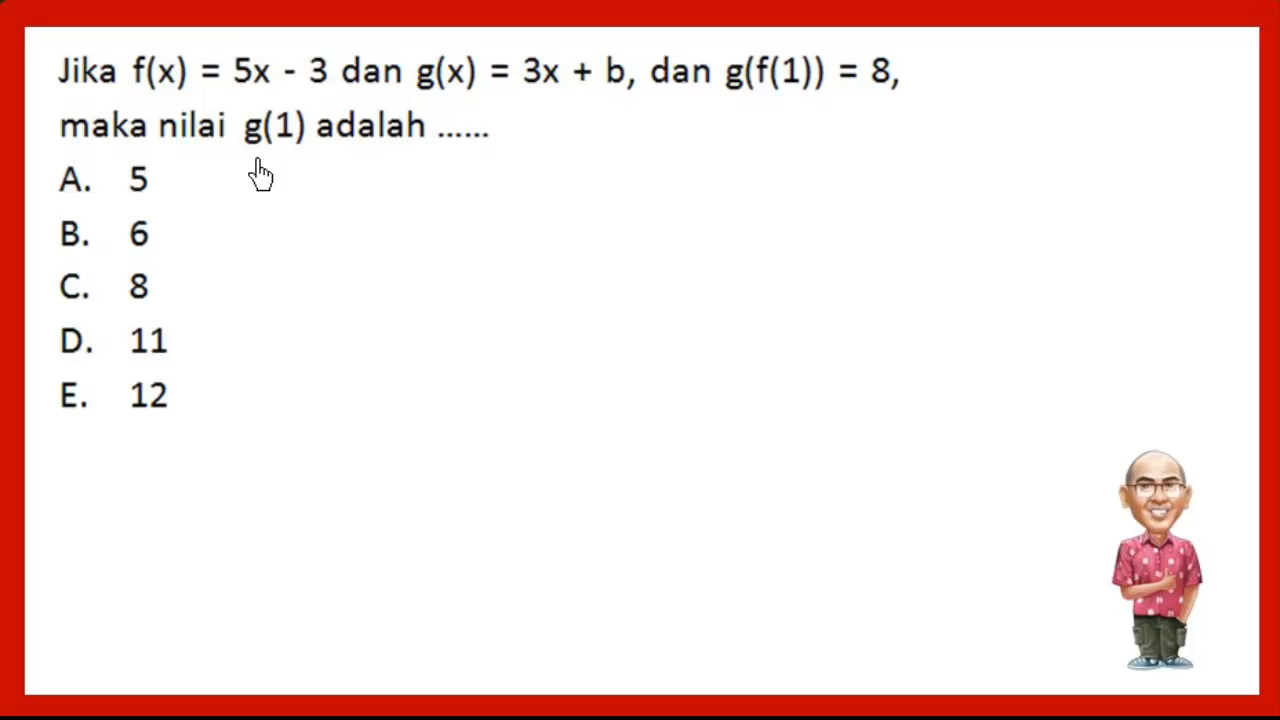 Jika f(x) = 5x - 3 dan g(x) = 3x + b, dan g(f(1)) = 8,
maka nilai g(1) adalah ......
A. 5
B. 6
C. 8
D. 11
E. 12